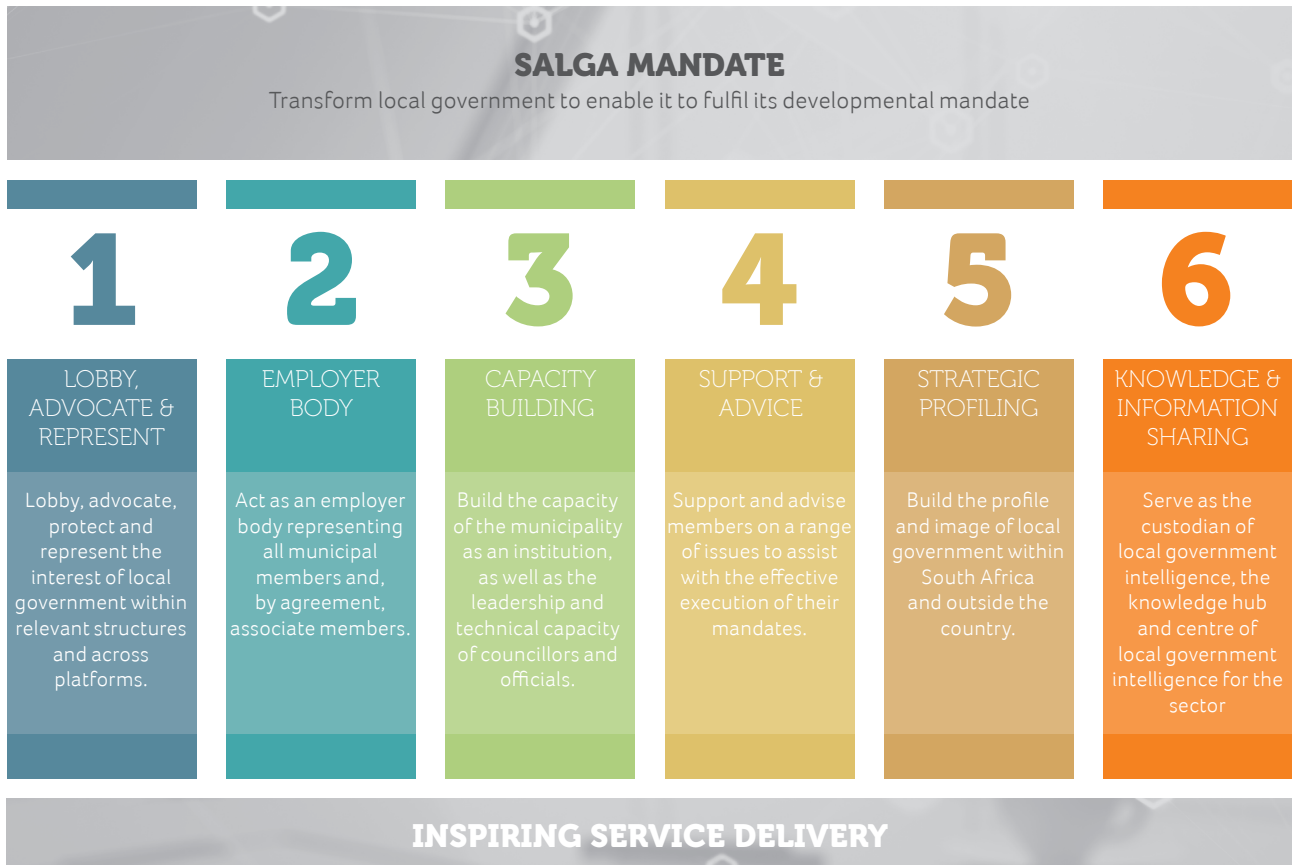 SALGA MANDATE
Transform local government to enable it to fulfil its developmental mandate
1
LOBBY,
ADVOCATE &
REPRESENT
Lobby, advocate,
protect and
represent the
interest of local
government within
relevant structures
and across
platforms.
2
EMPLOYER
BODY
Act as an employer
body representing
all municipal
members and,
by agreement,
associate members.
3
CAPACITY
BUILDING
Build the capacity
of the municipality
as an institution,
as well as the
leadership and
technical capacity
of councillors and
officials.
4
SUPPORT &
ADVICE
Support and advise
members on a range
of issues to assist
with the effective
execution of their
mandates.
5
STRATEGIC
PROFILING
Build the profile
and image of local
government within
South Africa
and outside the
country.
6
KNOWLEDGE &
INFORMATION
SHARING
Serve as the
custodian of
local government
intelligence, the
knowledge hub
and centre of
local government
intelligence for the
sector
INSPIRING SERVICE DELIVERY